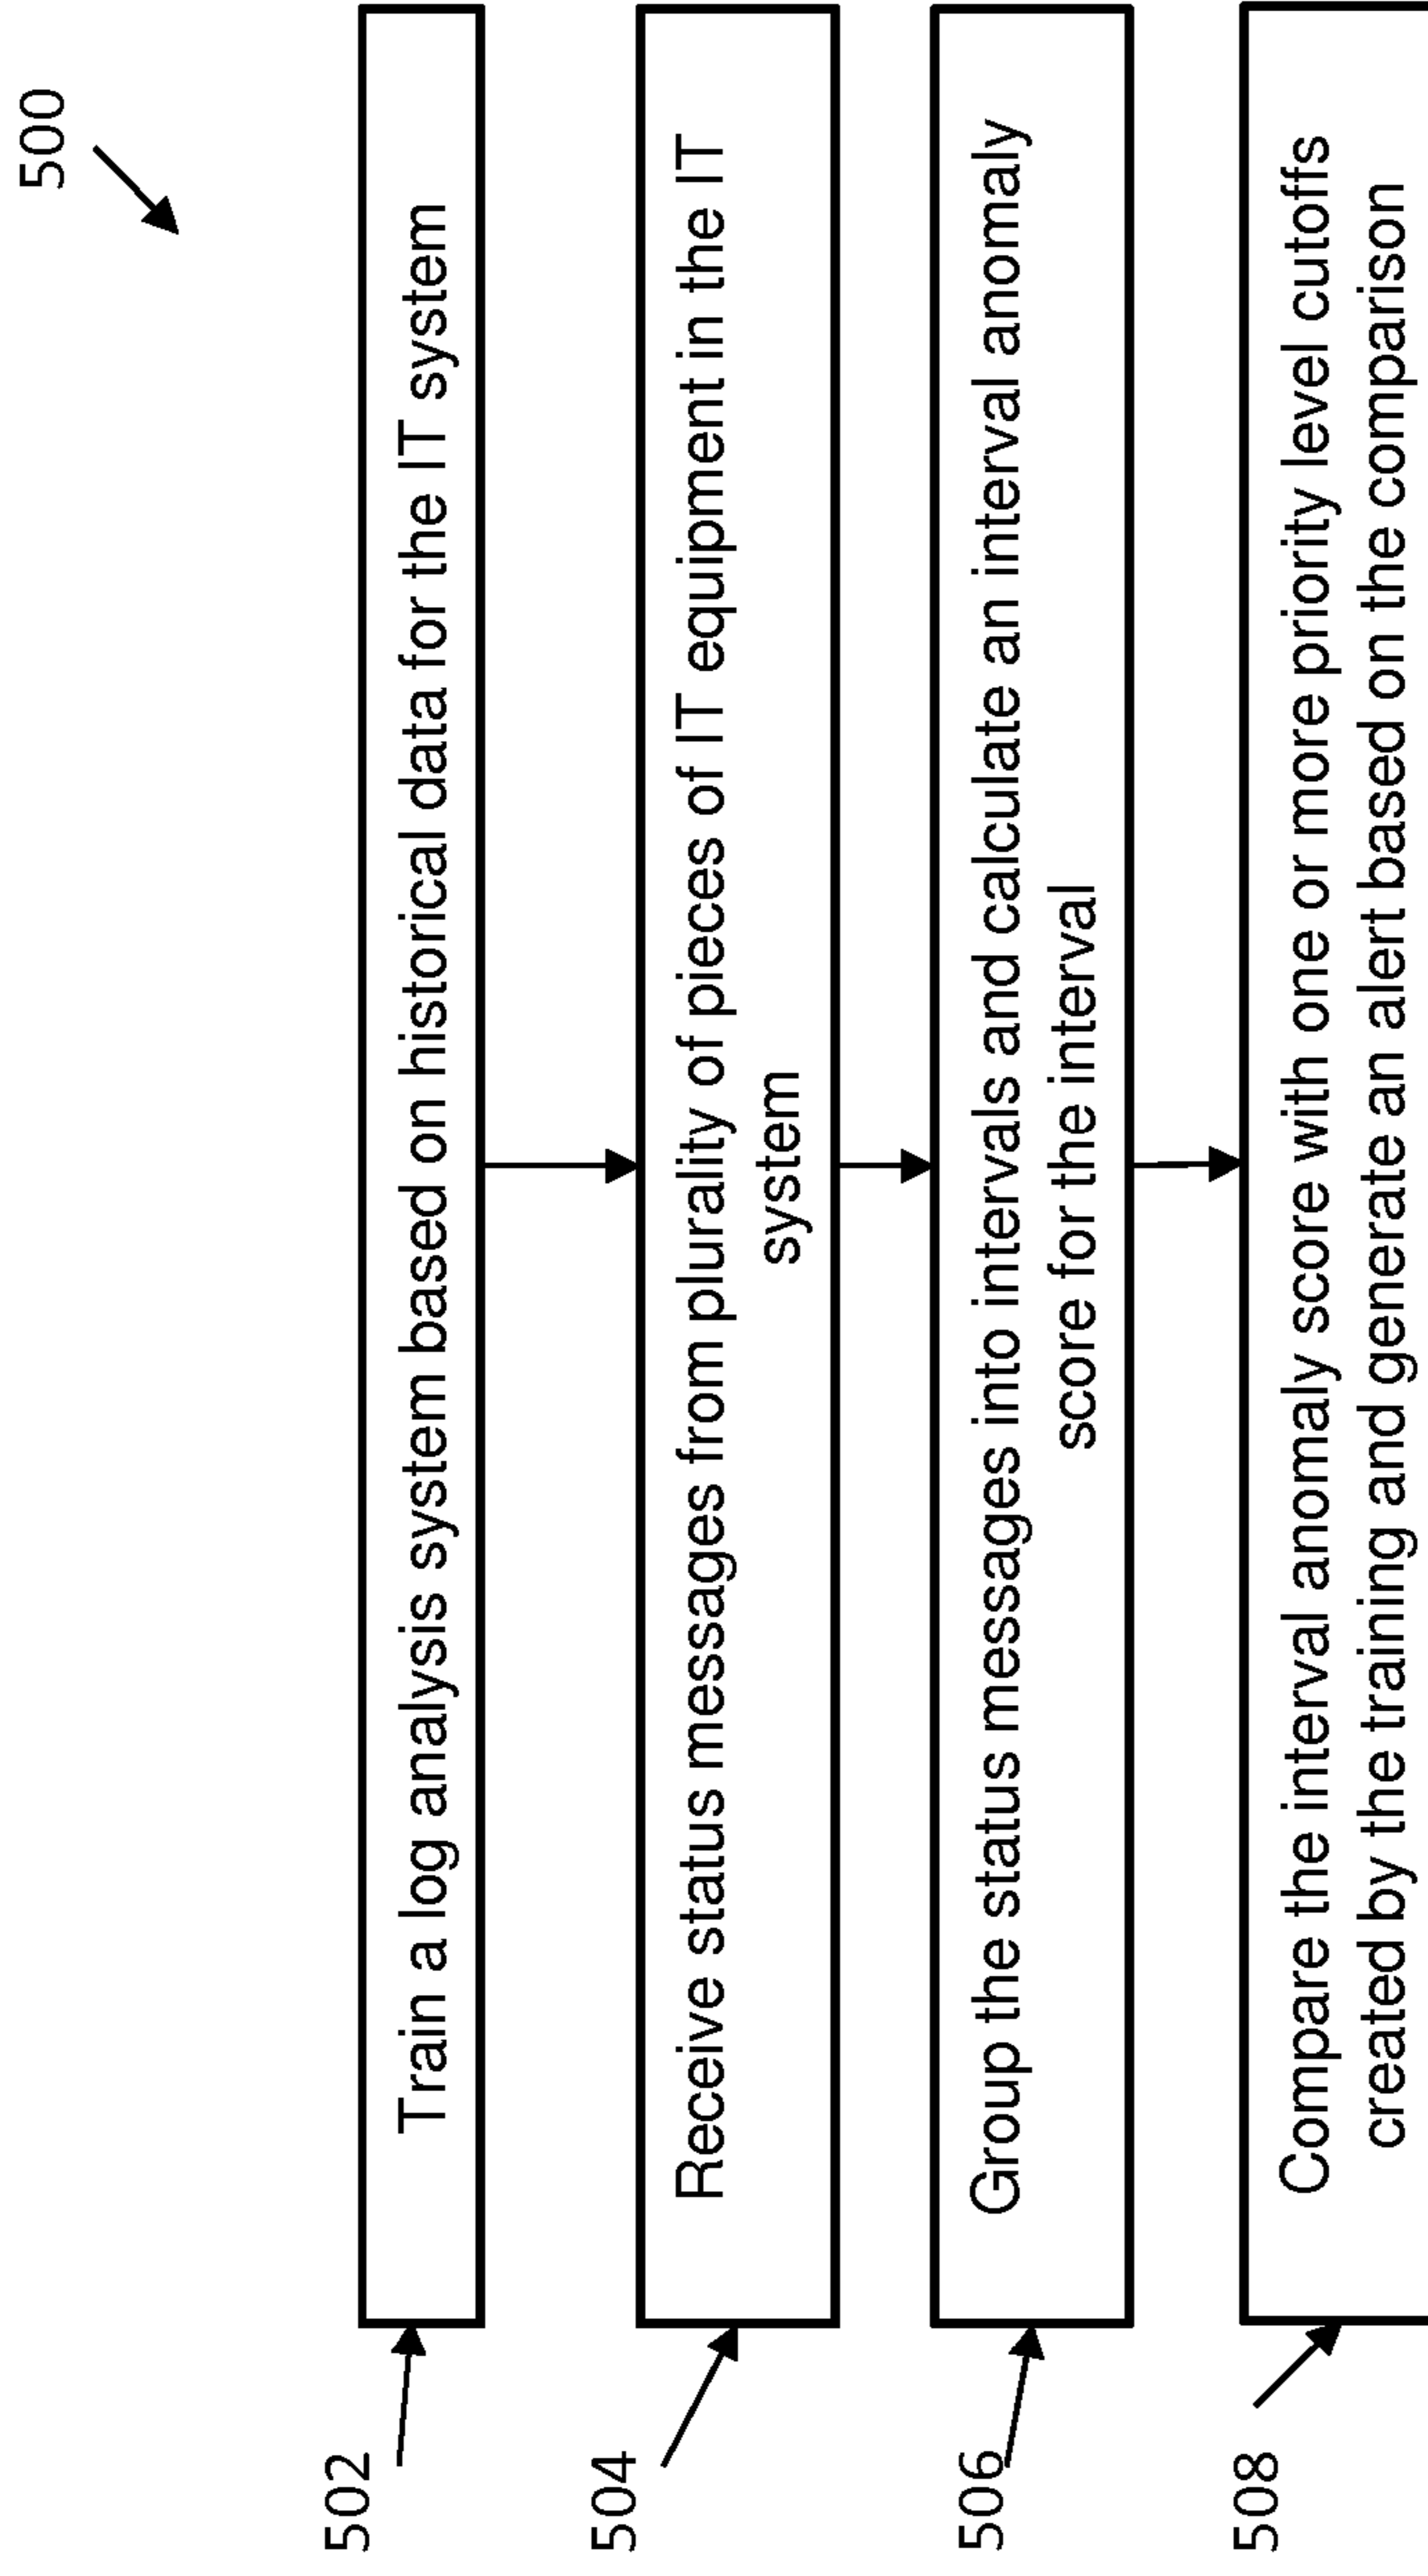 500
502
Train a log analysis system based on historical data for the IT system
504
Receive status messages from plurality of pieces of IT equipment in the IT
system
506
Group the status messages into intervals and calculate an interval anomaly
score for the interval
508
Compare the interval anomaly score with one or more priority level cutoffs
created by the training and generate an alert based on the comparison